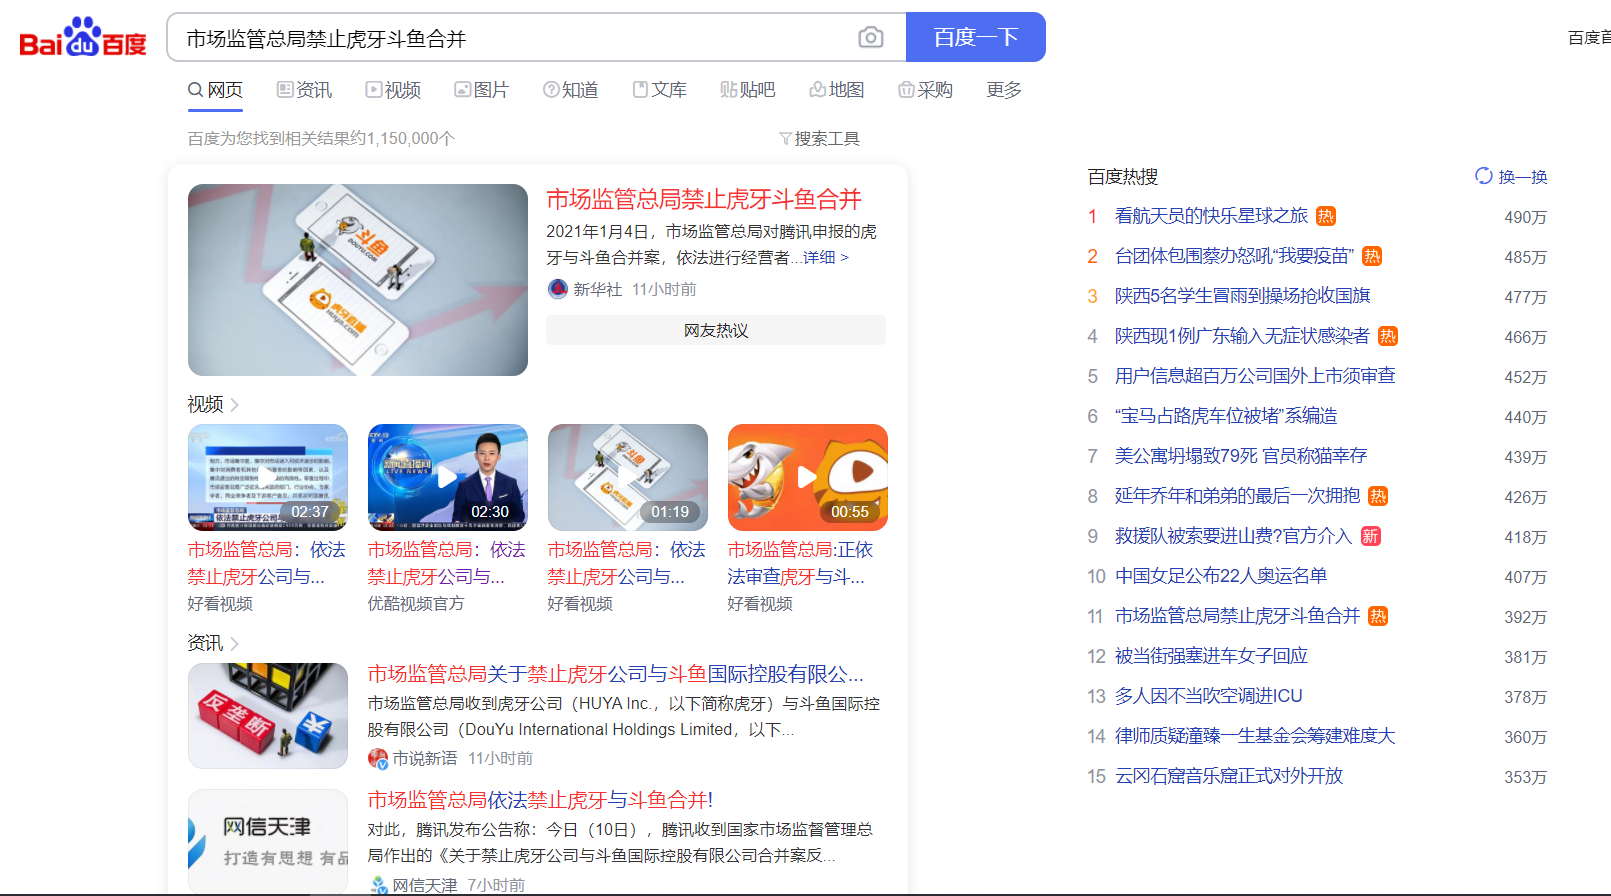 Baidu百度
市场监管总局禁止虎牙斗鱼合并
百度一下
百度首
网页 资讯 视频 图片 知道 文库 贴吧 地图 采购 更多
百度为您找到相关结果约1,150,000个
搜索工具
斗鱼
DOUYU.COM
虎牙直播
HUYA.com
市场监管总局禁止虎牙斗鱼合并
2021年1月4日，市场监管总局对腾讯申报的虎
牙与斗鱼合并案，依法进行经营者...详细 >
新华社 11小时前
网友热议
视频
02:37
02:30
01:19
00:55
市场监管总局：依法
禁止虎牙公司与...
好看视频
市场监管总局：依法
禁止虎牙公司与...
优酷视频官方
市场监管总局：依法
禁止虎牙公司与...
好看视频
市场监管总局:正依
法审查虎牙与斗...
好看视频
资讯
反垄断
¥
市场监管总局关于禁止虎牙公司与斗鱼国际控股有限公...
市场监管总局收到虎牙公司（HUYA Inc.，以下简称虎牙）与斗鱼国际控
股有限公司（DouYu International Holdings Limited，以下...
市说新语 11小时前
网信天津
打造有思想 有品
市场监管总局依法禁止虎牙与斗鱼合并!
对此，腾讯发布公告称：今日（10日），腾讯收到国家市场监督管理总
局作出的《关于禁止虎牙公司与斗鱼国际控股有限公司合并案反...
网信天津 7小时前
百度热搜
换一换
1 看航天员的快乐星球之旅 热 490万
2 台团体包围蔡办怒吼“我要疫苗” 热 485万
3 陕西5名学生冒雨到操场抢收国旗 477万
4 陕西现1例广东输入无症状感染者 热 466万
5 用户信息超百万公司国外上市须审查 452万
6 “宝马占路虎车位被堵”系编造 440万
7 美公寓坍塌致79死 官员称猫幸存 439万
8 延年乔年和弟弟的最后一次拥抱 热 426万
9 救援队被索要进山费?官方介入 新 418万
10 中国女足公布22人奥运名单 407万
11 市场监管总局禁止虎牙斗鱼合并 热 392万
12 被当街强塞进车女子回应 381万
13 多人因不当吹空调进ICU 378万
14 律师质疑潼臻一生基金会筹建难度大 360万
15 云冈石窟音乐窟正式对外开放 353万